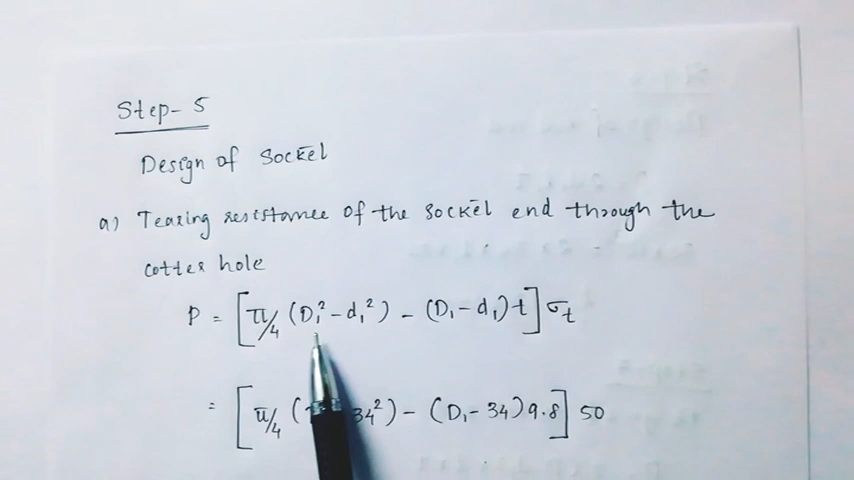 Step-5
Design of Socket
a) Tearing resistance of the socket end through the
cotter hole
P = [π/4 (D₁² - d₁²) - (D₁ - d₁) t] σt
= [π/4 ( 34²) - (D₁ - 34) 9.8] 50